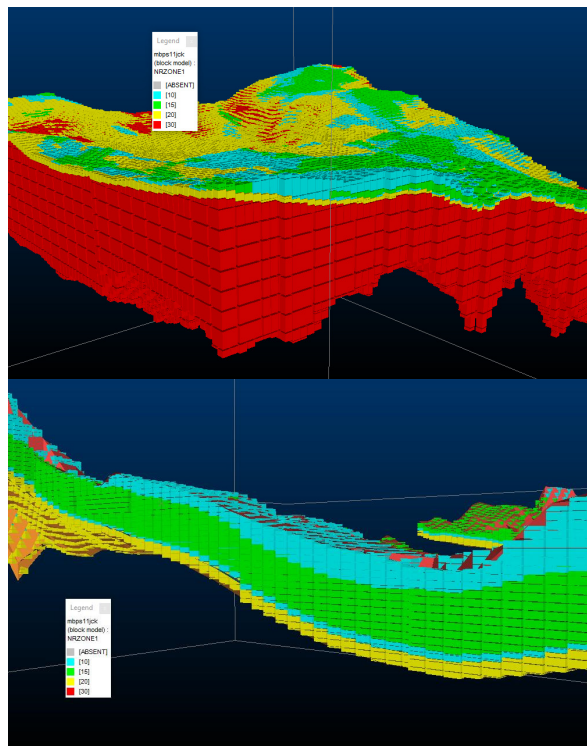 Legend
mbps11jck
(block model) :
NRZONE1
[ABSENT]
[10]
[15]
[20]
[30]
Legend
mbps11jck
(block model) :
NRZONE1
[ABSENT]
[10]
[15]
[20]
[30]